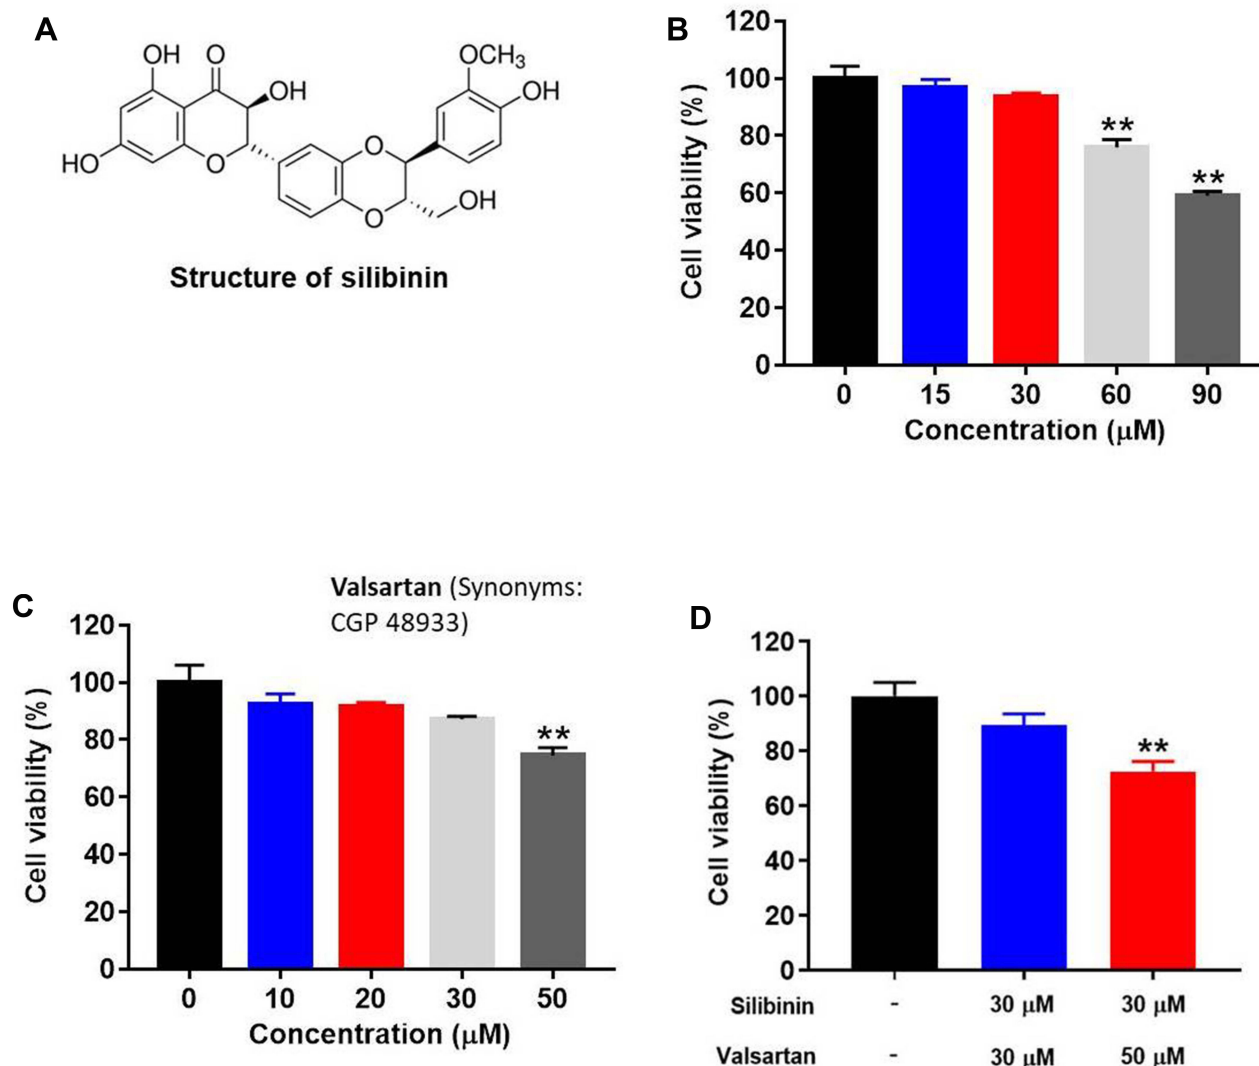 A
OH
O
OCH3
OH
OH
HO
O
O
O
OH
Structure of silibinin
B
Cell viability (%)
120
100
80
60
40
20
0
**
**
0 15 30 60 90
Concentration (μM)
C
Valsartan (Synonyms:
CGP 48933)
Cell viability (%)
120
100
80
60
40
20
0
**
0 10 20 30 50
Concentration (μM)
D
Cell viability (%)
120
100
80
60
40
20
0
**
Silibinin - 30 μM 30 μM
Valsartan - 30 μM 50 μM